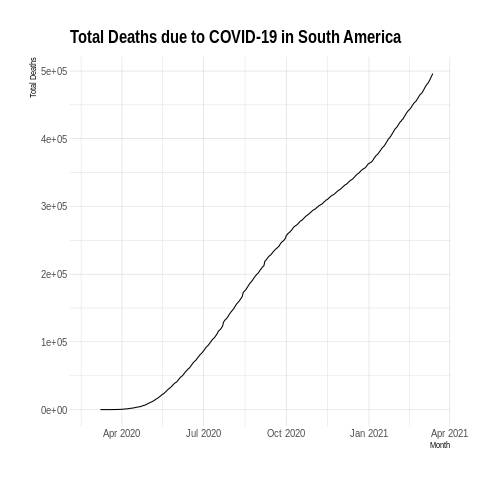 Total Deaths due to COVID-19 in South America
Total Deaths
5e+05
4e+05
3e+05
2e+05
1e+05
0e+00
Apr 2020 Jul 2020 Oct 2020 Jan 2021 Apr 2021
Month